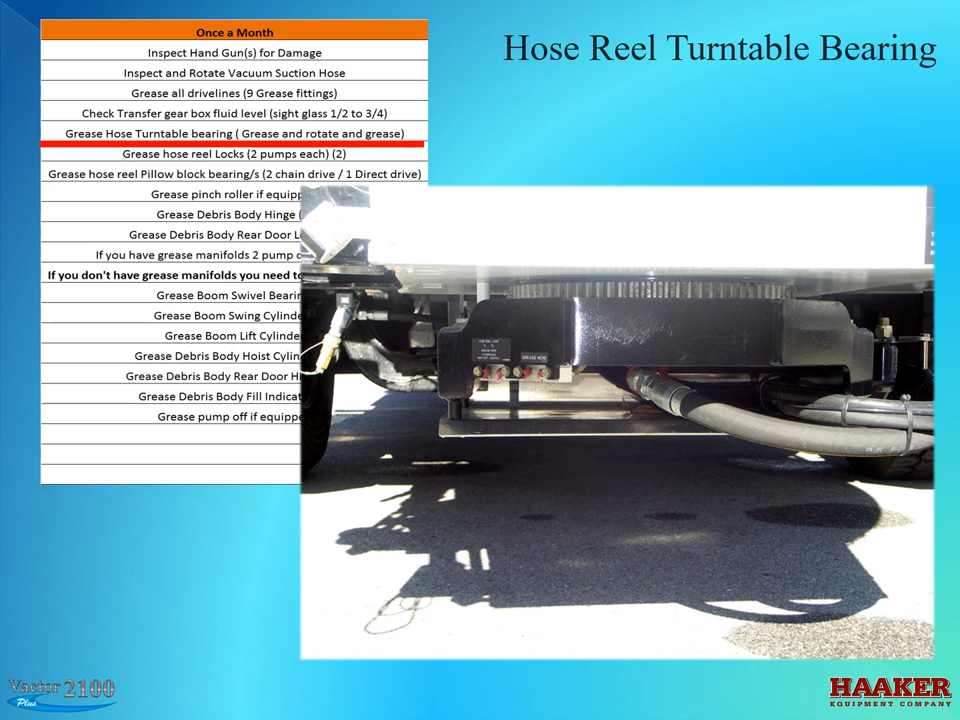 Hose Reel Turntable Bearing
Once a Month
Inspect Hand Gun(s) for Damage
Inspect and Rotate Vacuum Suction Hose
Grease all drivelines (9 Grease fittings)
Check Transfer gear box fluid level (sight glass 1/2 to 3/4)
Grease Hose Turntable bearing ( Grease and rotate and grease)
Grease hose reel Locks (2 pumps each) (2)
Grease hose reel Pillow block bearing/s (2 chain drive / 1 Direct drive)
Grease pinch roller if equipp
Grease Debris Body Hinge (
Grease Debris Body Rear Door L
If you have grease manifolds 2 pump
If you don't have grease manifolds you need to
Grease Boom Swivel Bearin
Grease Boom Swing Cylinde
Grease Boom Lift Cylinder
Grease Debris Body Hoist Cylin
Grease Debris Body Rear Door Hi
Grease Debris Body Fill Indicat
Grease pump off if equippe
GREASE HERE
Vactor 2100
Plus
HAAKER
EQUIPMENT COMPANY